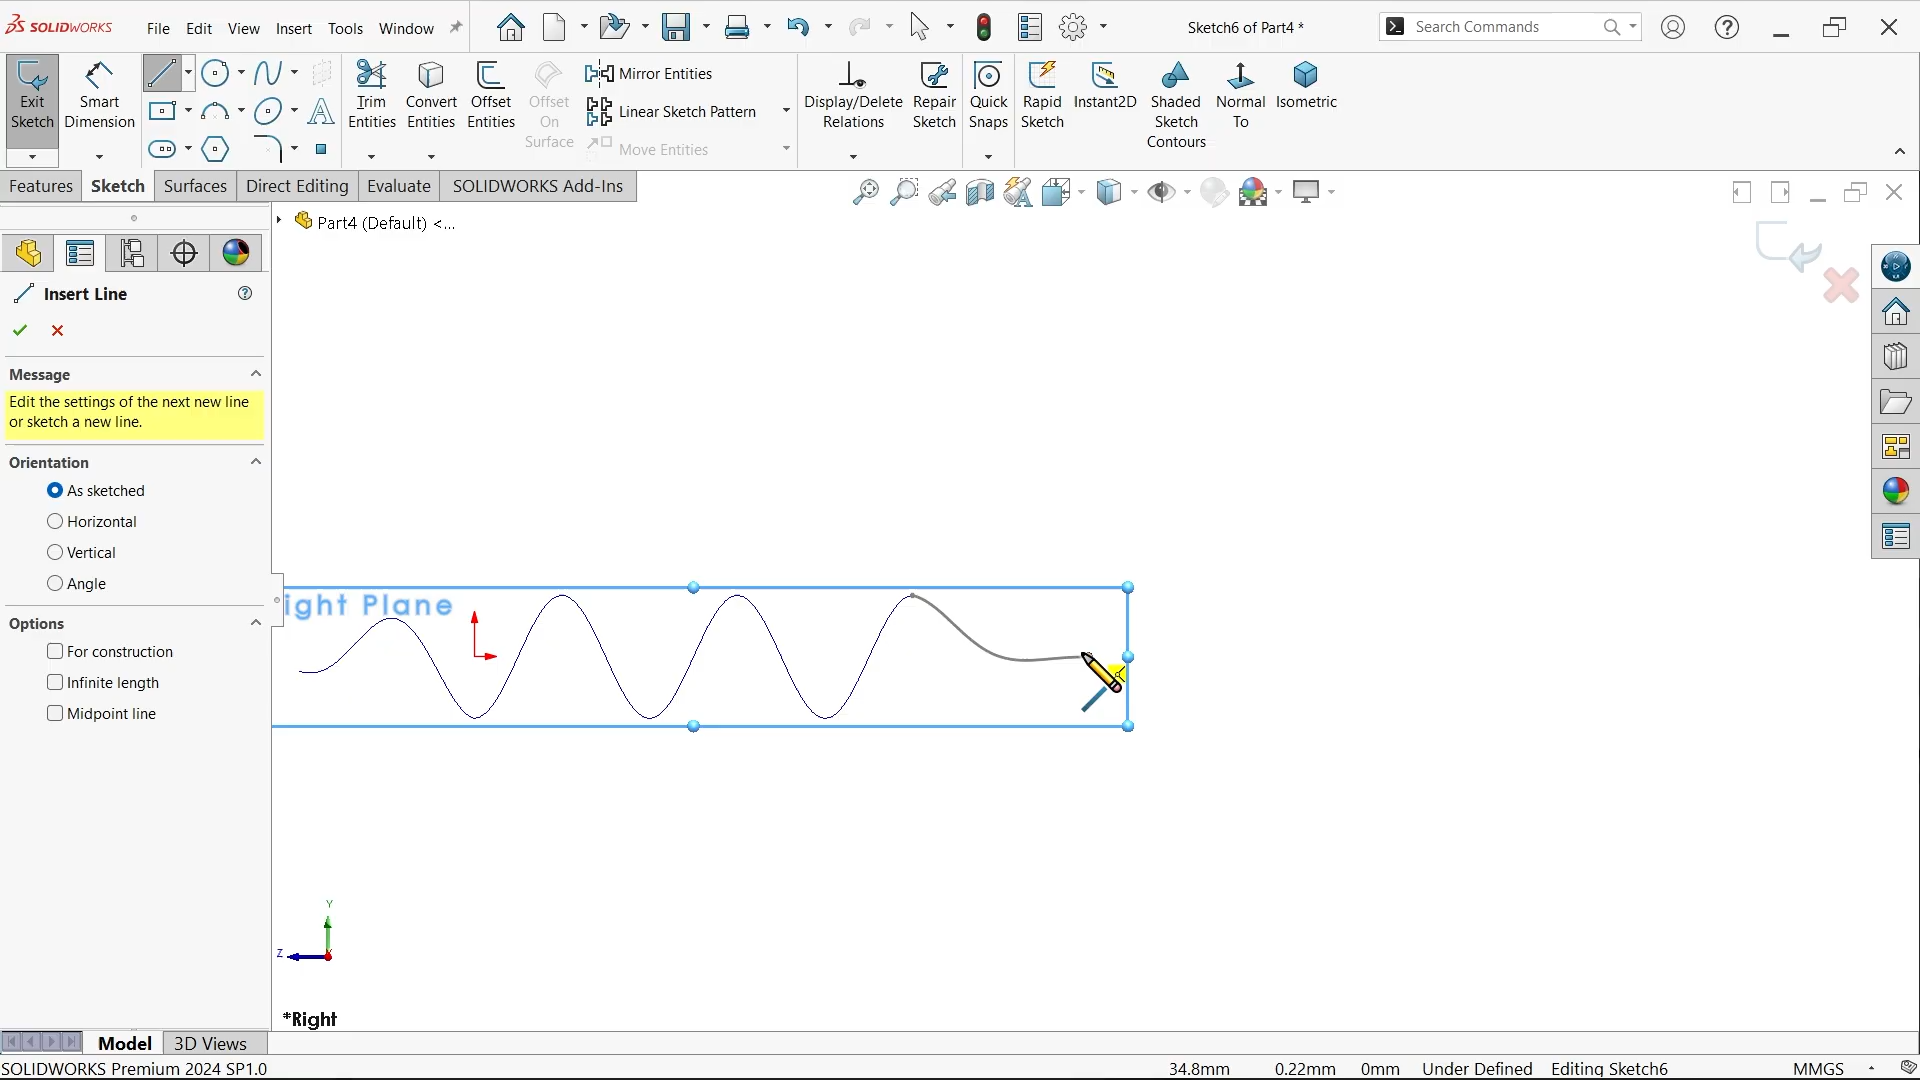 SOLIDWORKS
File Edit View Insert Tools Window
Sketch6 of Part4 *
Search Commands
Exit Sketch
Smart Dimension
Trim Entities
Convert Entities
Offset Entities
Offset On Surface
Mirror Entities
Linear Sketch Pattern
Move Entities
Display/Delete Relations
Repair Sketch
Quick Snaps
Rapid Sketch
Instant2D
Shaded Sketch Contours
Normal To
Isometric
Features Sketch Surfaces Direct Editing Evaluate SOLIDWORKS Add-Ins
Part4 (Default) <...
Insert Line
Message
Edit the settings of the next new line
or sketch a new line.
Orientation
As sketched
Horizontal
Vertical
Angle
Options
For construction
Infinite length
Midpoint line
ight Plane
Y
Z
*Right
Model 3D Views
SOLIDWORKS Premium 2024 SP1.0
34.8mm 0.22mm 0mm Under Defined Editing Sketch6 MMGS